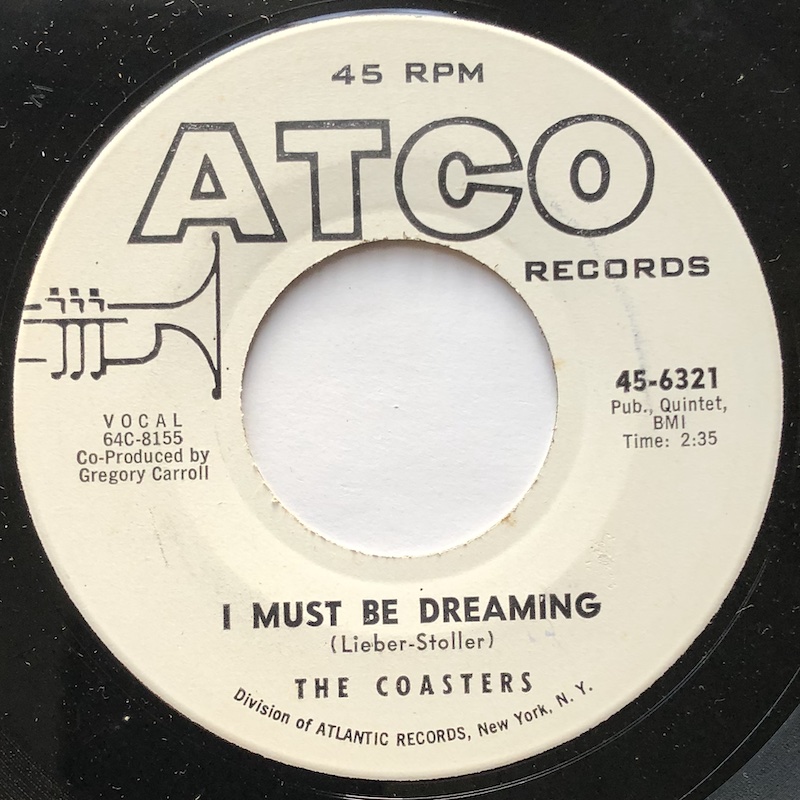 45 RPM
ATCO
RECORDS
45-6321
Pub., Quintet,
BMI
Time: 2:35
VOCAL
64C-8155
Co-Produced by
Gregory Carroll
I MUST BE DREAMING
(Lieber-Stoller)
THE COASTERS
Division of ATLANTIC RECORDS, New York, N. Y.